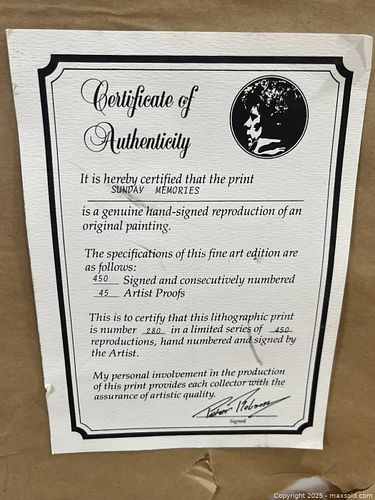 Certificate of
Authenticity
It is hereby certified that the print
SUNDAY MEMORIES
is a genuine hand-signed reproduction of an
original painting.
The specifications of this fine art edition are
as follows:
450 Signed and consecutively numbered
45 Artist Proofs
This is to certify that this lithographic print
is number 280 in a limited series of 450
reproductions, hand numbered and signed by
the Artist.
My personal involvement in the production
of this print provides each collector with the
assurance of artistic quality.
Peter
Signed
Copyright 2025 - maxsold.com